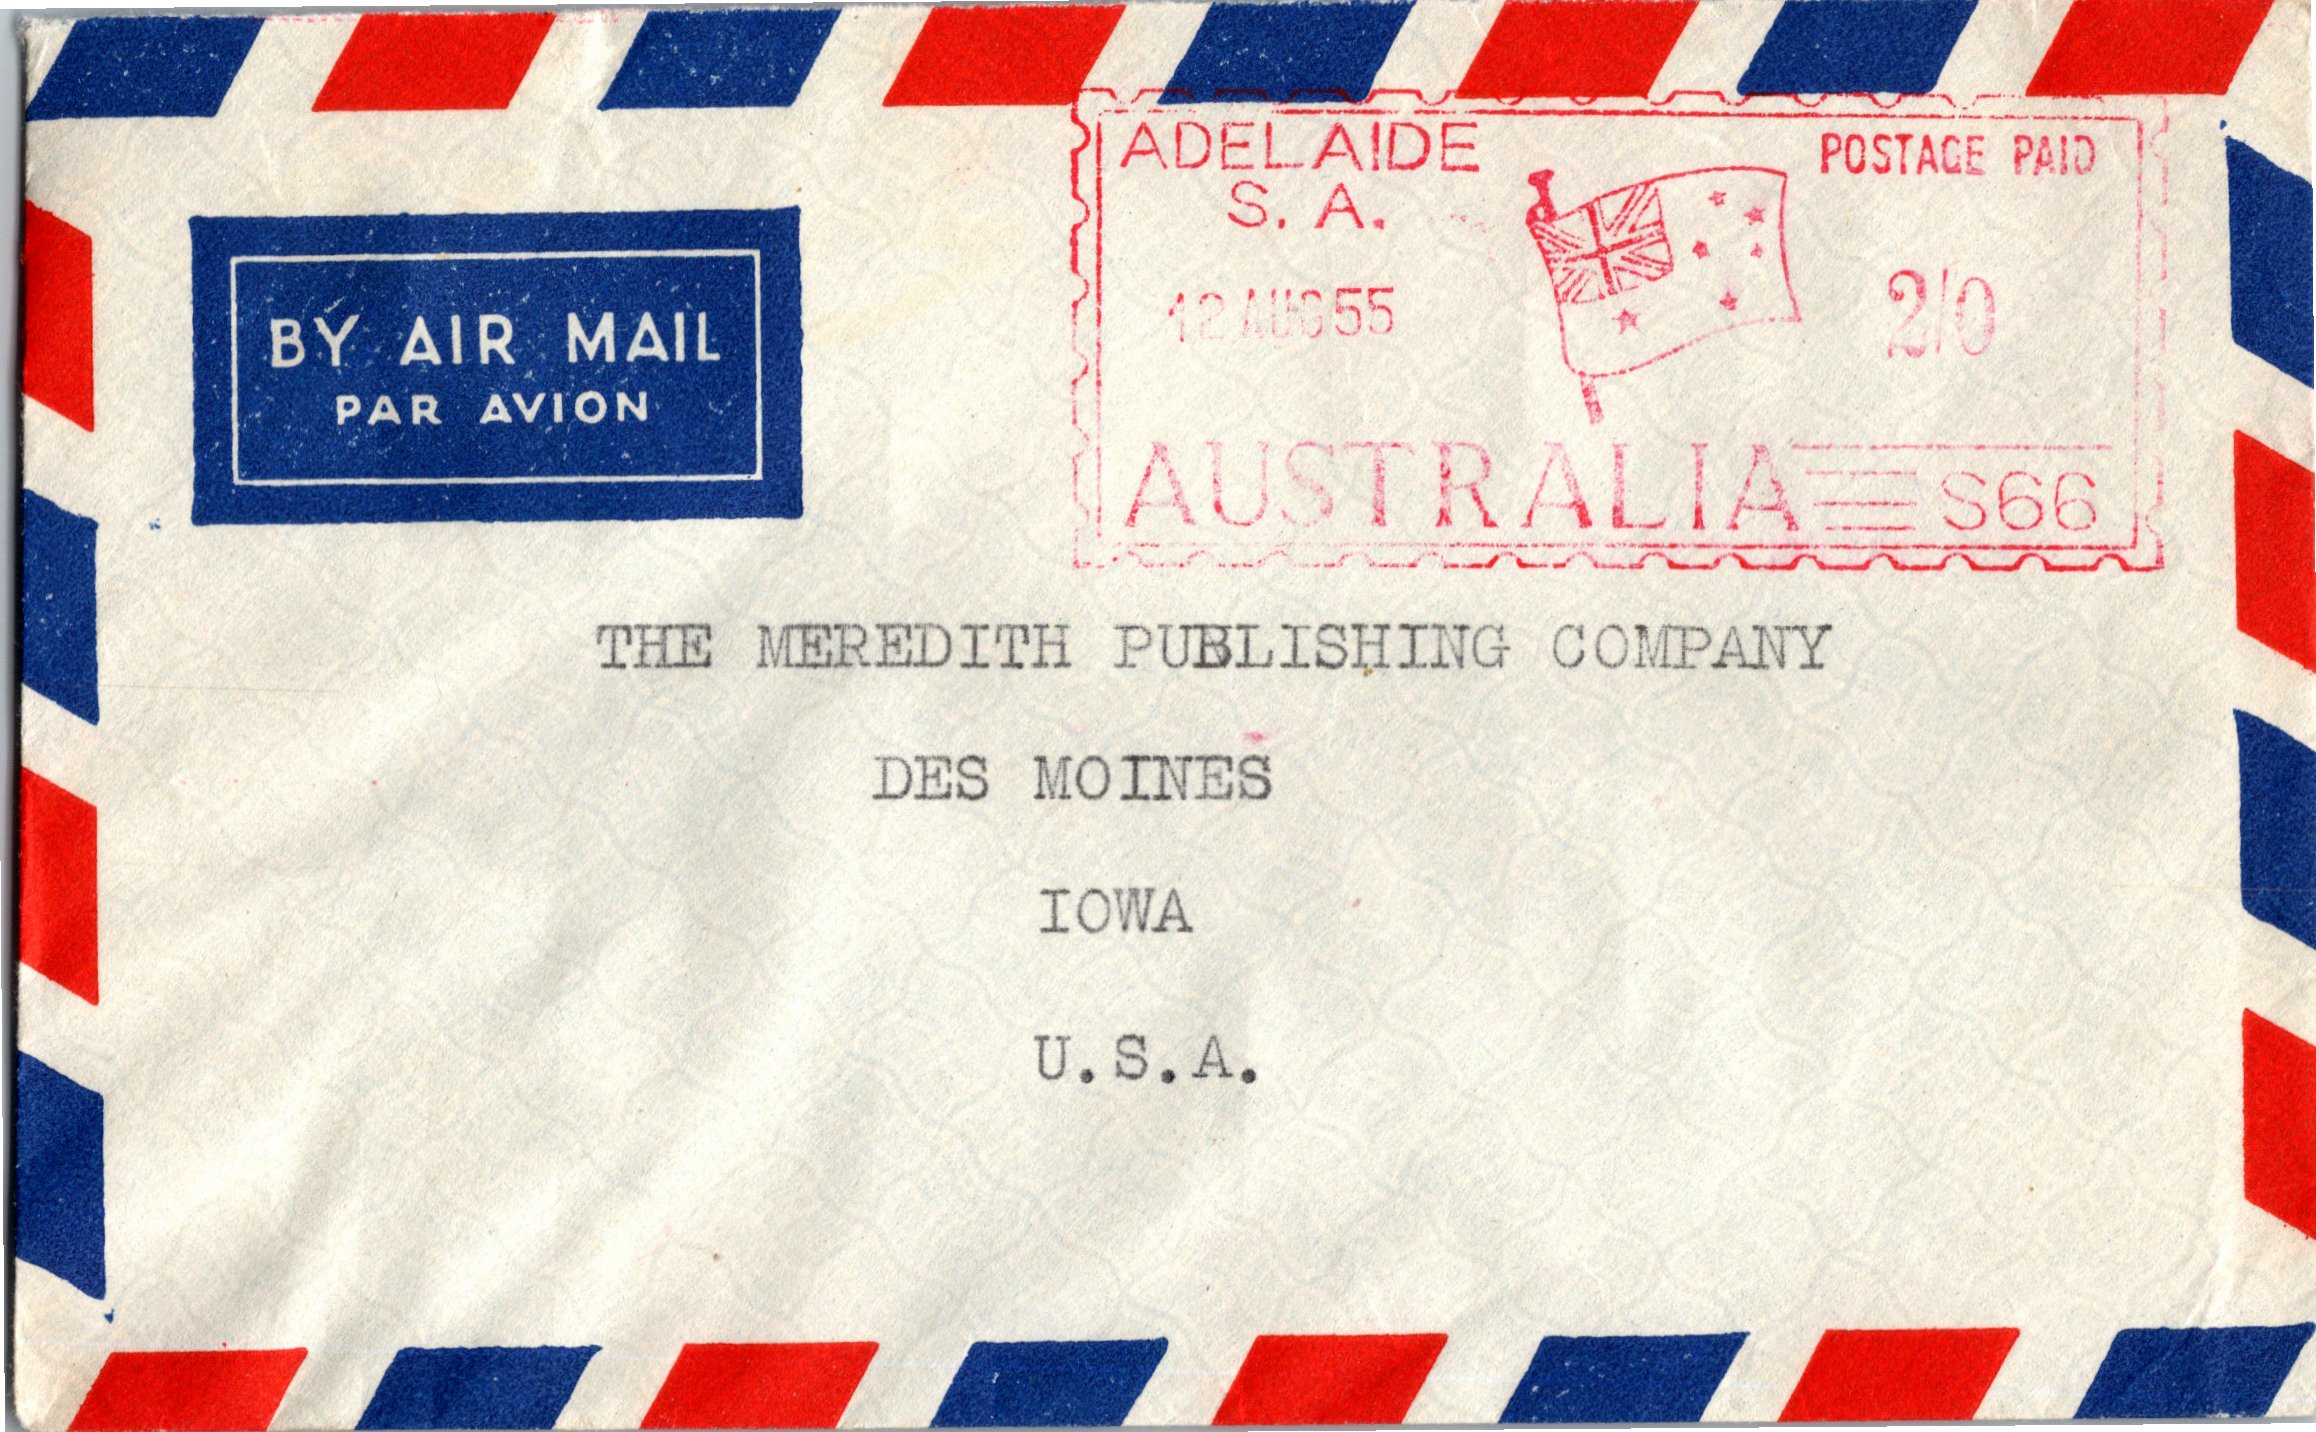 ADELAIDE
S. A.
POSTAGE PAID
12 AUG 55
2/0
AUSTRALIA S66
BY AIR MAIL
PAR AVION
THE MEREDITH PUBLISHING COMPANY
DES MOINES
IOWA
U.S.A.